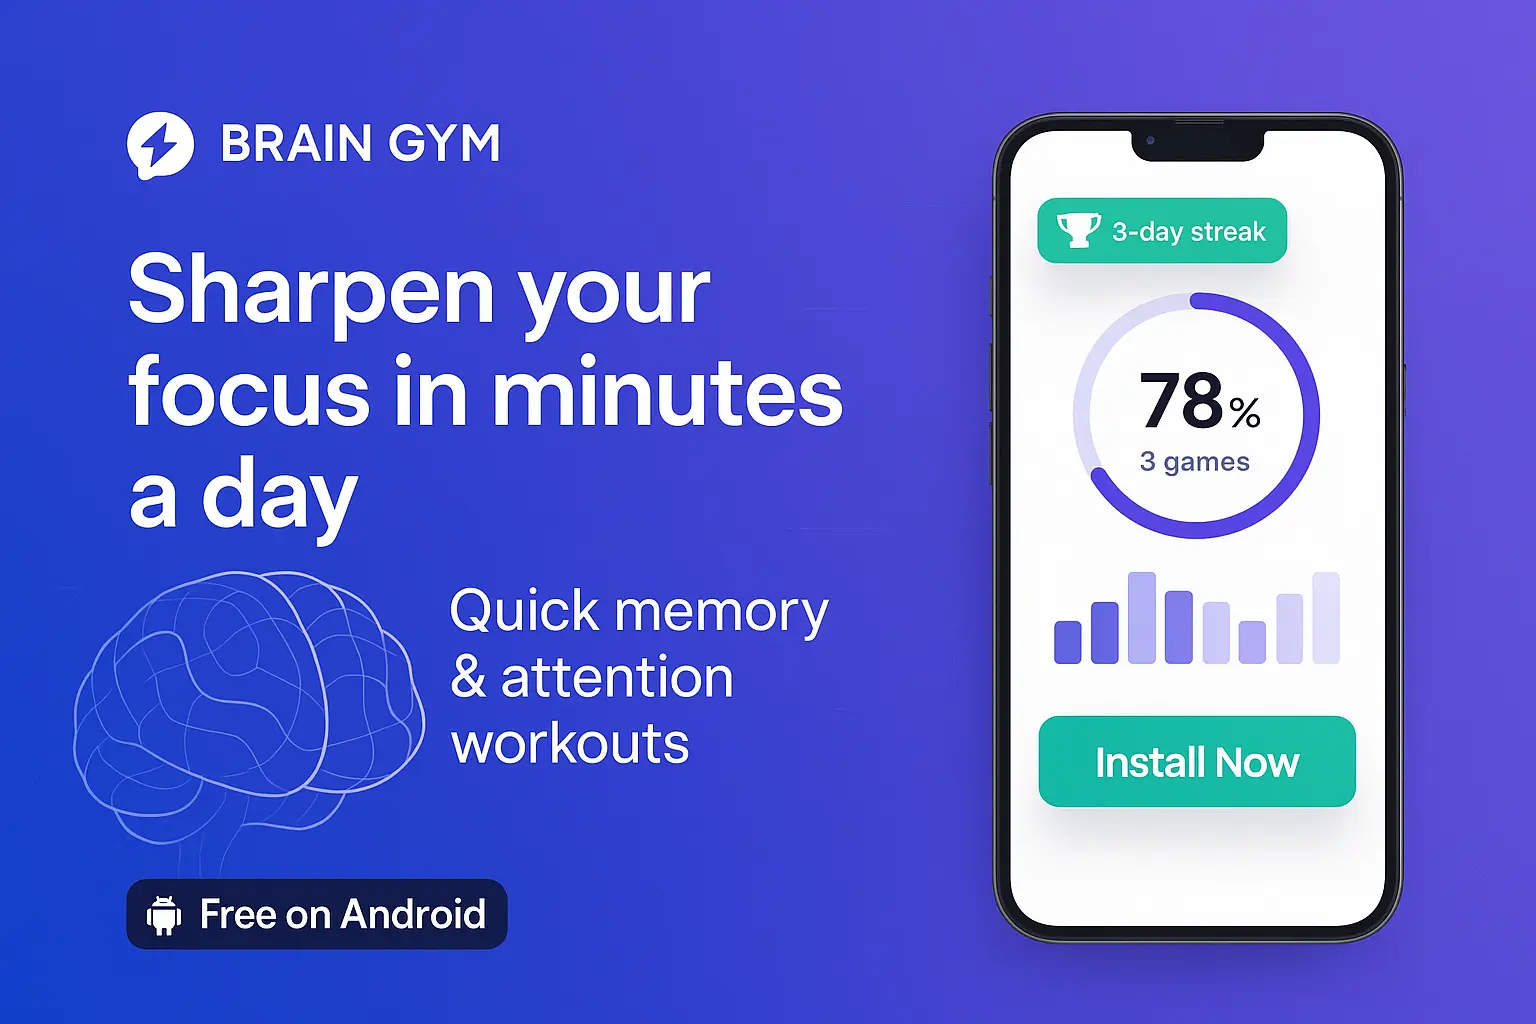 BRAIN GYM
Sharpen your
focus in minutes
a day
Quick memory
& attention
workouts
Free on Android
3-day streak
78%
3 games
Install Now